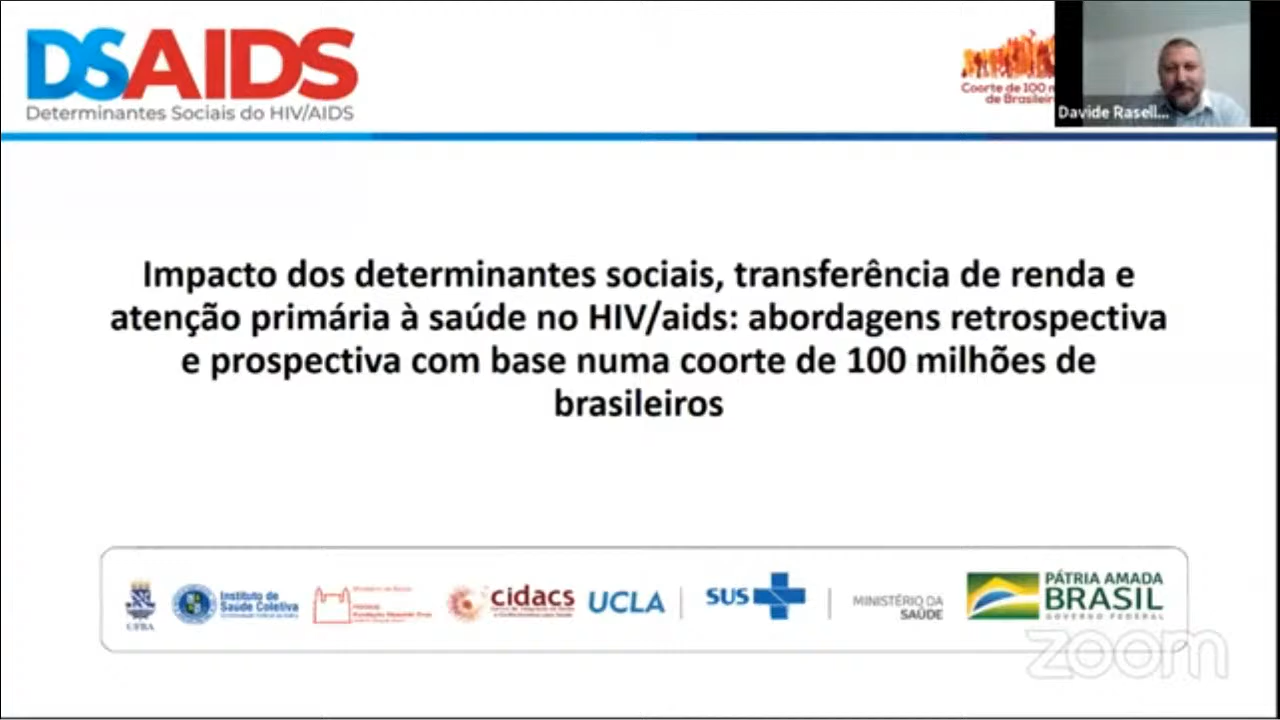 DSAIDS
Determinantes Sociais do HIV/AIDS
Coorte de 100
de Brasileir
Davide Rasell...
Impacto dos determinantes sociais, transferência de renda e
atenção primária à saúde no HIV/aids: abordagens retrospectiva
e prospectiva com base numa coorte de 100 milhões de
brasileiros
UFBA
Instituto de
Saúde Coletiva
cidacs
UCLA
SUS
MINISTÉRIO DA
SAÚDE
PÁTRIA AMADA
BRASIL
GOVERNO FEDERAL
zoom